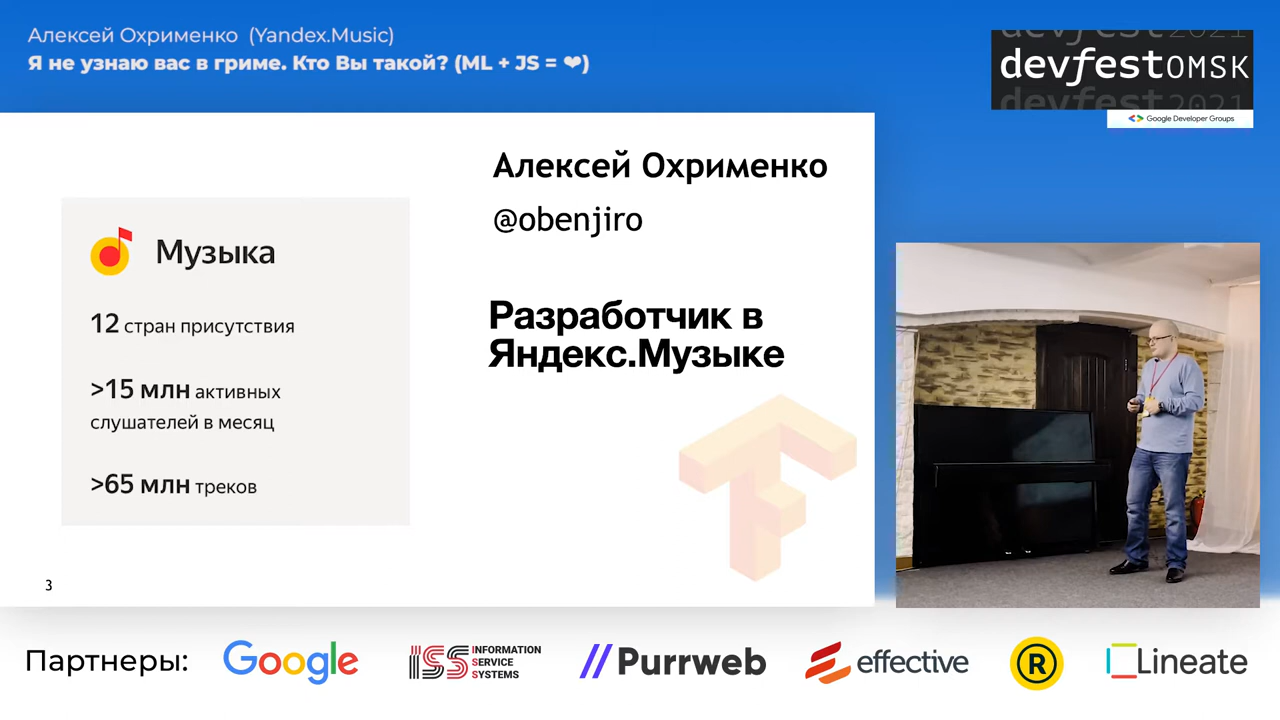 Алексей Охрименко (Yandex.Music)
Я не узнаю вас в гриме. Кто Вы такой? (ML + JS = ❤)
devfest2021
devfestOMSK
devfest2021
Google Developer Groups
Алексей Охрименко
@obenjiro
Музыка
12 стран присутствия
>15 млн активных
слушателей в месяц
>65 млн треков
Разработчик в
Яндекс.Музыке
3
Партнеры:
Google
ISS INFORMATION
SERVICE
SYSTEMS
Purrweb
effective
R
Lineate